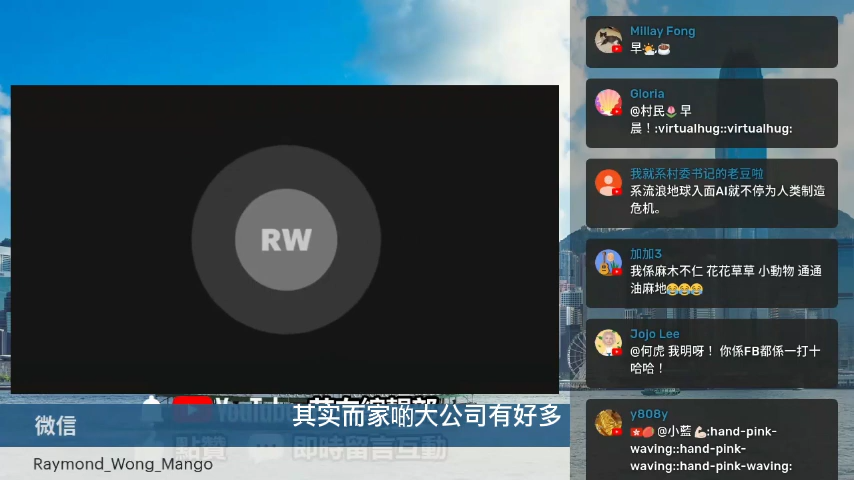 RW
其实而家啲大公司有好多
微信
YouTube
點贊
即時留言互動
Raymond_Wong_Mango
Millay Fong
早
Gloria
@村民 早
晨！:virtualhug::virtualhug:
我就系村委书记的老豆啦
系流浪地球入面AI就不停为人类制造
危机。
加加3
我係麻木不仁 花花草草 小動物 通通
油麻地😂😂😂
Jojo Lee
@何虎 我明呀！ 你係FB都係一打十
哈哈！
y808y
@小藍 💪🏻:hand-pink-
waving::hand-pink-
waving::hand-pink-waving: